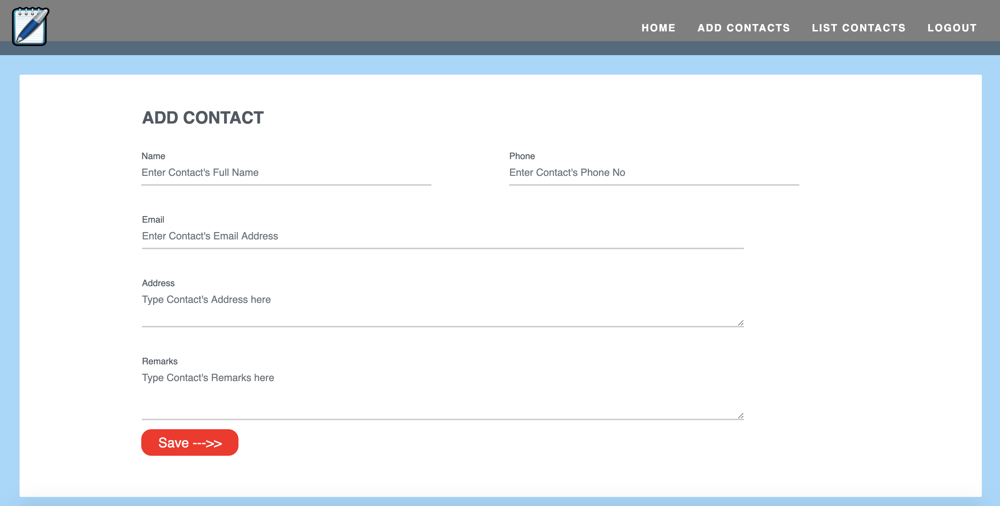 HOME ADD CONTACTS LIST CONTACTS LOGOUT
ADD CONTACT
Name
Enter Contact's Full Name
Phone
Enter Contact's Phone No
Email
Enter Contact's Email Address
Address
Type Contact's Address here
Remarks
Type Contact's Remarks here
Save --->>